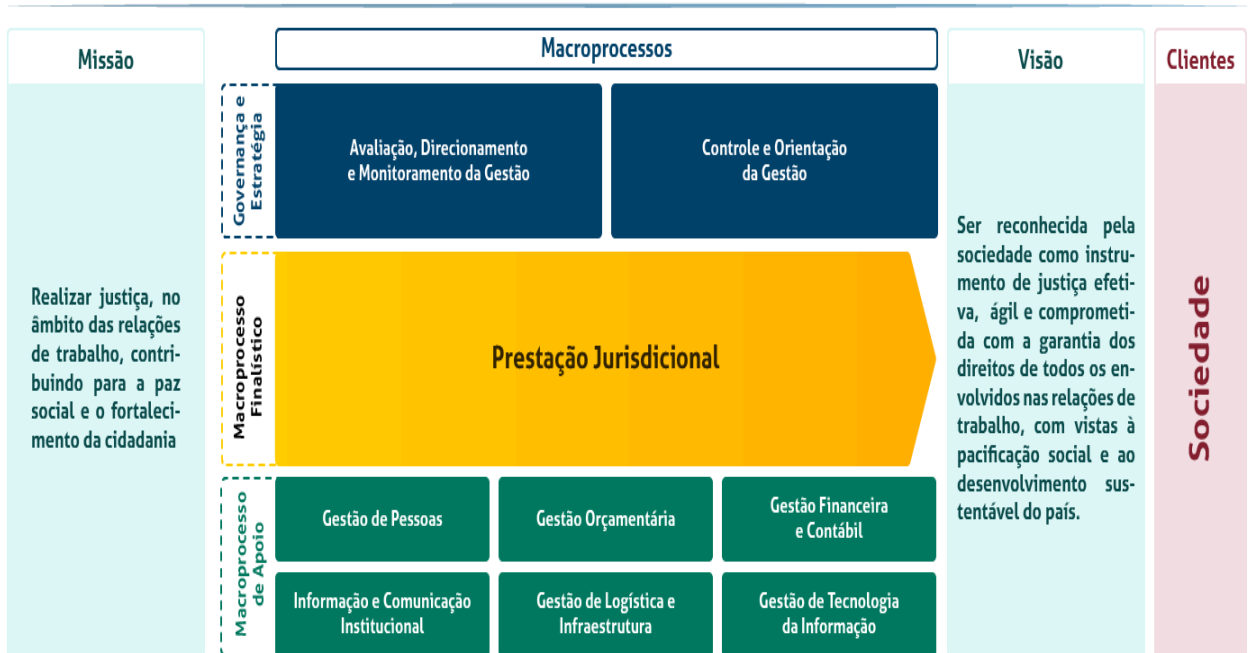 Missão
Realizar justiça, no
âmbito das relações
de trabalho, contri-
buindo para a paz
social e o fortaleci-
mento da cidadania
Macroprocessos
Governança e
Estratégia
Avaliação, Direcionamento
e Monitoramento da Gestão
Controle e Orientação
da Gestão
Macroprocesso
Finalístico
Prestação Jurisdicional
Macroprocesso
de Apoio
Gestão de Pessoas
Gestão Orçamentária
Gestão Financeira
e Contábil
Informação e Comunicação
Institucional
Gestão de Logística e
Infraestrutura
Gestão de Tecnologia
da Informação
Visão
Ser reconhecida pela
sociedade como instru-
mento de justiça efeti-
va, ágil e comprometi-
da com a garantia dos
direitos de todos os en-
volvidos nas relações de
trabalho, com vistas à
pacificação social e ao
desenvolvimento sus-
tentável do país.
Clientes
Sociedade